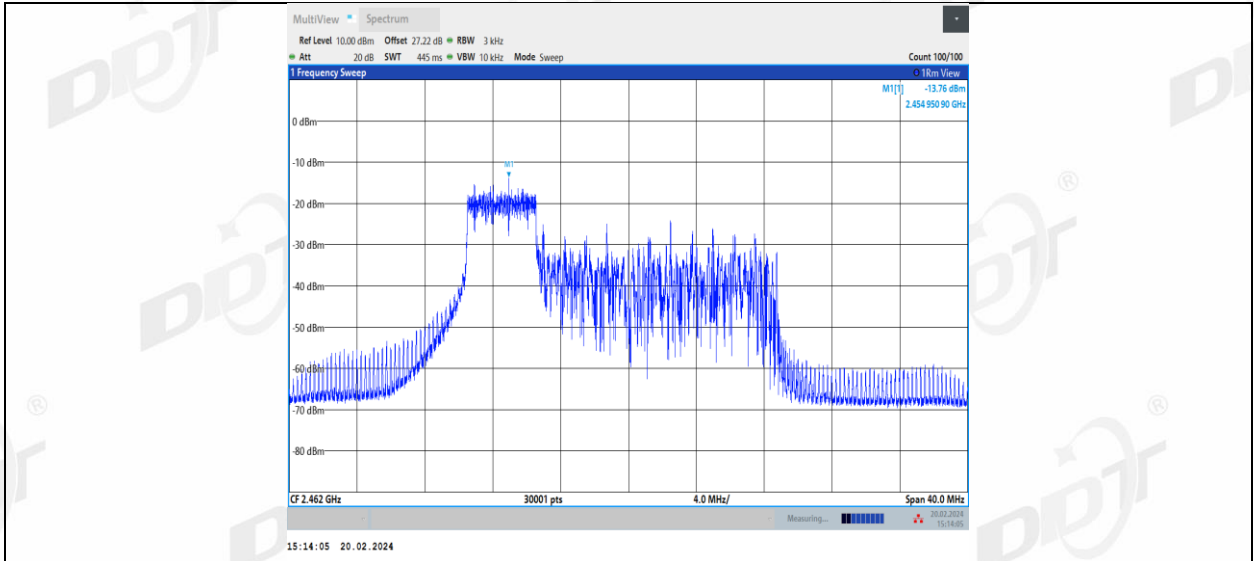 MultiView Spectrum
Ref Level 10.00 dBm Offset 27.22 dB RBW 3 kHz
Att 20 dB SWT 445 ms VBW 10 kHz Mode Sweep Count 100/100
1 Frequency Sweep 1Rm View
M1[1] -13.76 dBm
2.454 950 90 GHz
0 dBm
-10 dBm
M1
-20 dBm
-30 dBm
-40 dBm
-50 dBm
-60 dBm
-70 dBm
-80 dBm
CF 2.462 GHz 30001 pts 4.0 MHz/ Span 40.0 MHz
Measuring... 20.02.2024
15:14:05
15:14:05 20.02.2024
DDT
®